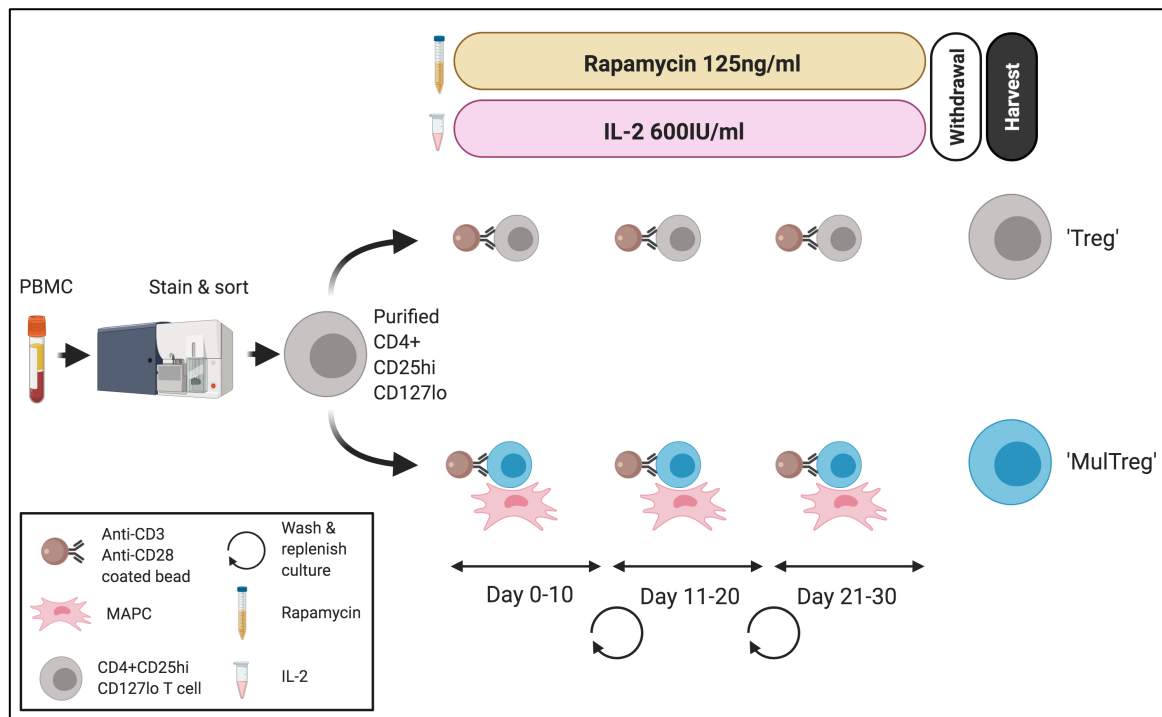 Rapamycin 125ng/ml
IL-2 600IU/ml
Withdrawal
Harvest
'Treg'
PBMC
Stain & sort
Purified
CD4+
CD25hi
CD127lo
'MulTreg'
Anti-CD3
Anti-CD28
coated bead
Wash &
replenish
culture
MAPC
Rapamycin
CD4+CD25hi
CD127lo T cell
IL-2
Day 0-10
Day 11-20
Day 21-30